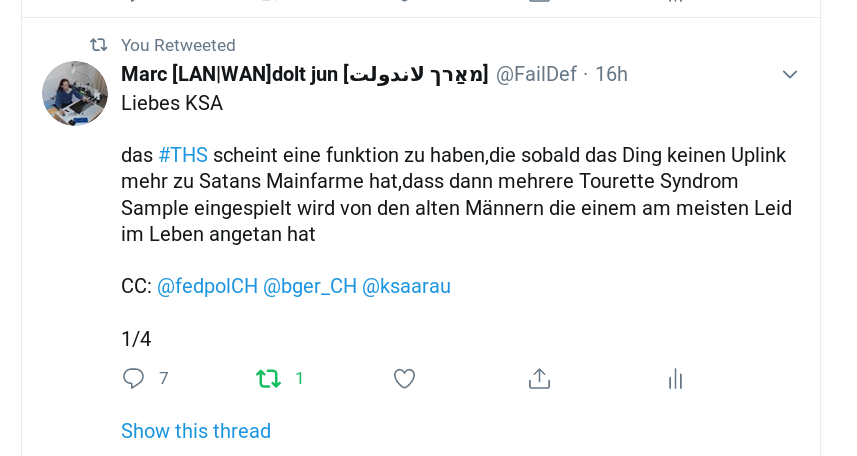 You Retweeted
Marc [LAN|WAN]dolt jun [מאַרך لاندولت] @FailDef · 16h
Liebes KSA
das #THS scheint eine funktion zu haben,die sobald das Ding keinen Uplink
mehr zu Satans Mainfarme hat,dass dann mehrere Tourette Syndrom
Sample eingespielt wird von den alten Männern die einem am meisten Leid
im Leben angetan hat
CC: @fedpolCH @bger_CH @ksaarau
1/4
7 1
Show this thread